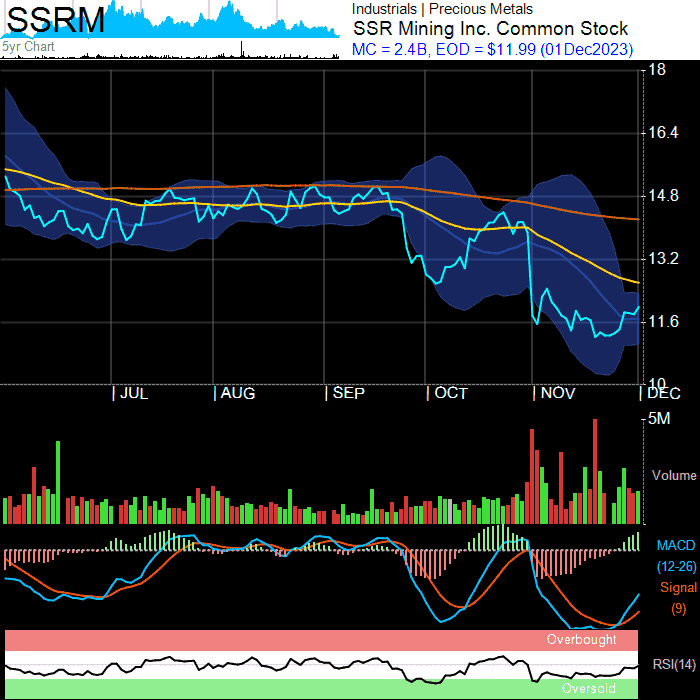 SSRM
5yr Chart
Industrials | Precious Metals
SSR Mining Inc. Common Stock
MC = 2.4B, EOD = $11.99 (01Dec2023)
18
16.4
14.8
13.2
11.6
10
| JUL | AUG | SEP | OCT | NOV | DEC
5M
Volume
MACD
(12-26)
Signal
(9)
Overbought
RSI(14)
Oversold